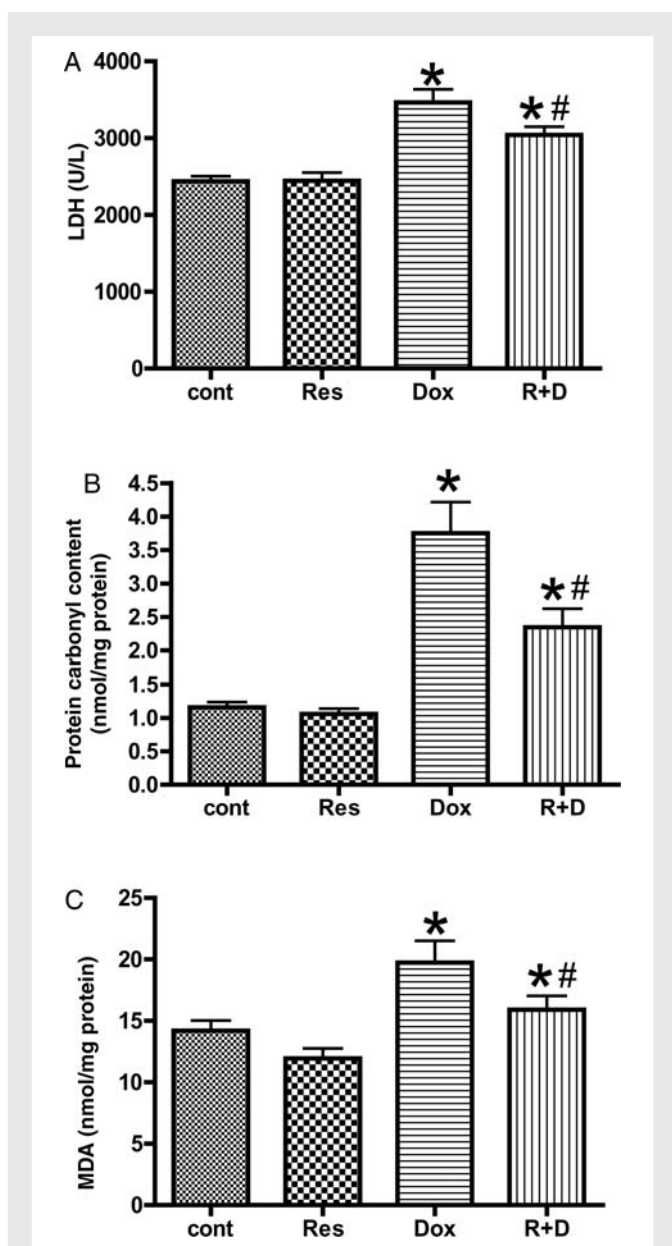 A
4000
3000
2000
1000
0
LDH (U/L)
*
* #
cont Res Dox R+D
B
4.5
4.0
3.5
3.0
2.5
2.0
1.5
1.0
0.5
0.0
Protein carbonyl content
(nmol/mg protein)
*
* #
cont Res Dox R+D
C
25
20
15
10
5
0
MDA (nmol/mg protein)
*
* #
cont Res Dox R+D